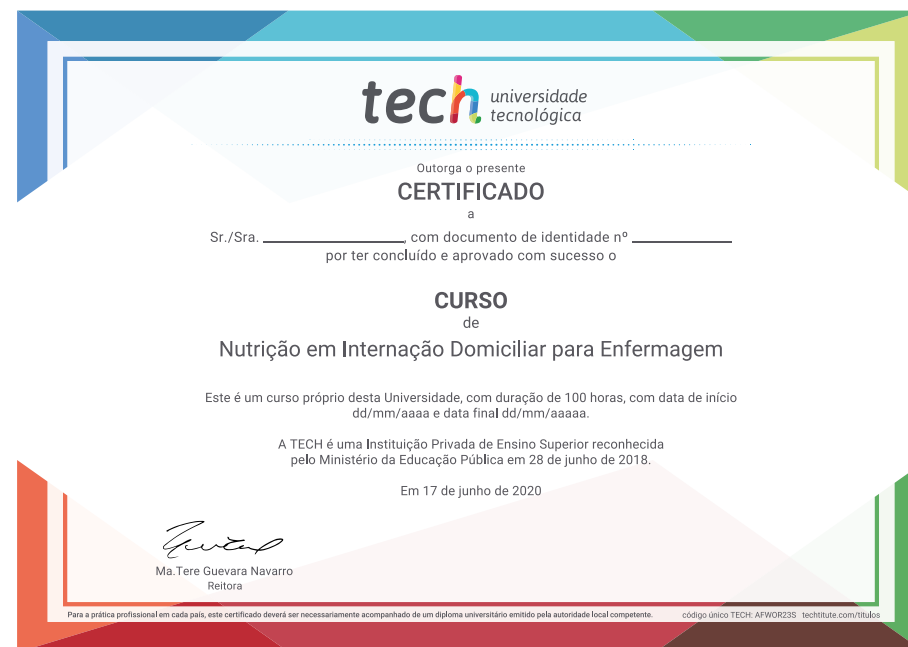 tech universidade
tecnológica
Outorga o presente
CERTIFICADO
a
Sr./Sra. ____________, com documento de identidade nº ____________
por ter concluído e aprovado com sucesso o
CURSO
de
Nutrição em Internação Domiciliar para Enfermagem
Este é um curso próprio desta Universidade, com duração de 100 horas, com data de início
dd/mm/aaaa e data final dd/mm/aaaaa.
A TECH é uma Instituição Privada de Ensino Superior reconhecida
pelo Ministério da Educação Pública em 28 de junho de 2018.
Em 17 de junho de 2020
Ma.Tere Guevara Navarro
Reitora
Para a prática profissional em cada país, este certificado deverá ser necessariamente acompanhado de um diploma universitário emitido pela autoridade local competente. código único TECH: AFWOR23S techtitute.com/titulos